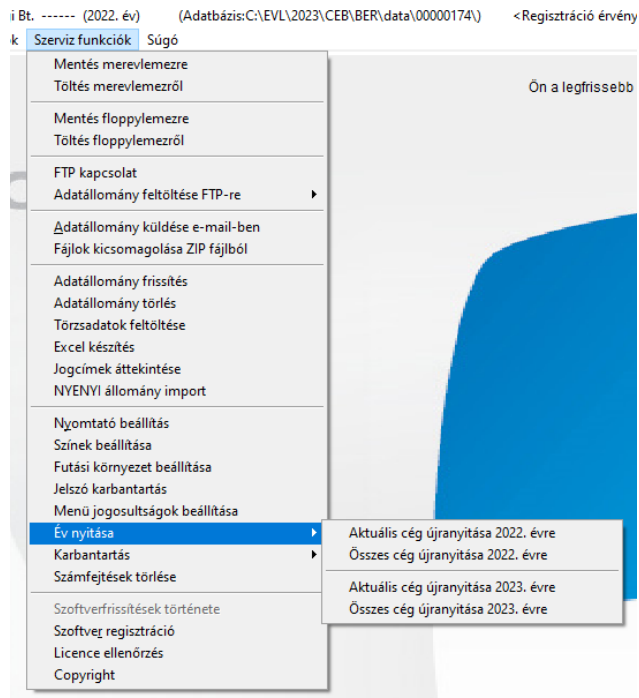 i Bt. ------ (2022. év) (Adatbázis:C:\EVL\2023\CEB\BER\data\00000174\) <Regisztráció érvény
k Szerviz funkciók Súgó
Ön a legfrissebb
Mentés merevlemezre
Töltés merevlemezről
Mentés floppylemezre
Töltés floppylemezről
FTP kapcsolat
Adatállomány feltöltése FTP-re
Adatállomány küldése e-mail-ben
Fájlok kicsomagolása ZIP fájlból
Adatállomány frissítés
Adatállomány törlés
Törzsadatok feltöltése
Excel készítés
Jogcímek áttekintése
NYENYI állomány import
Nyomtató beállítás
Színek beállítása
Futási környezet beállítása
Jelszó karbantartás
Menü jogosultságok beállítása
Év nyitása
Karbantartás
Számfejtések törlése
Szoftverfrissítések története
Szoftver regisztráció
Licence ellenőrzés
Copyright
Aktuális cég újranyitása 2022. évre
Összes cég újranyitása 2022. évre
Aktuális cég újranyitása 2023. évre
Összes cég újranyitása 2023. évre